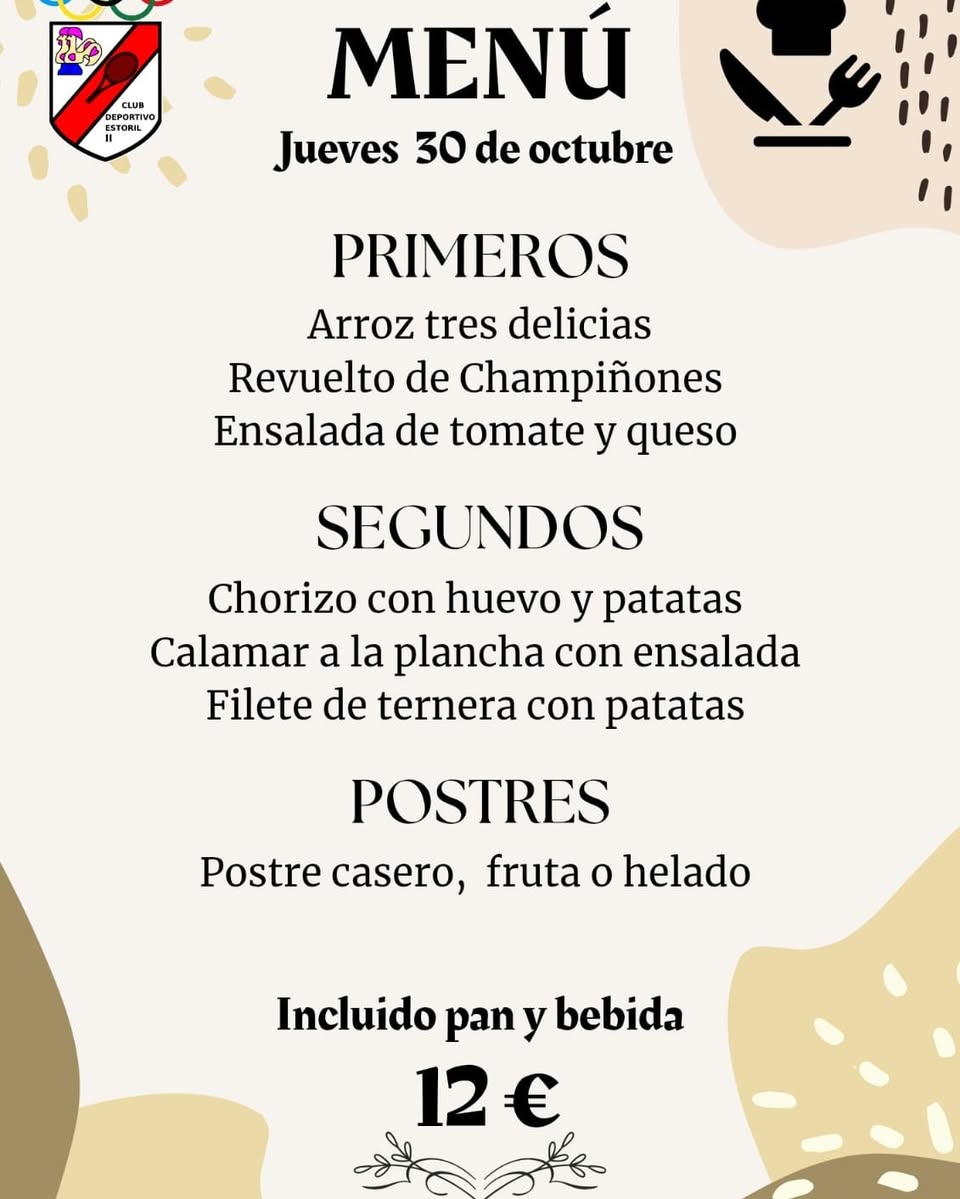 CLUB
DEPORTIVO
ESTORIL
II
MENÚ
Jueves 30 de octubre
PRIMEROS
Arroz tres delicias
Revuelto de Champiñones
Ensalada de tomate y queso
SEGUNDOS
Chorizo con huevo y patatas
Calamar a la plancha con ensalada
Filete de ternera con patatas
POSTRES
Postre casero, fruta o helado
Incluido pan y bebida
12 €